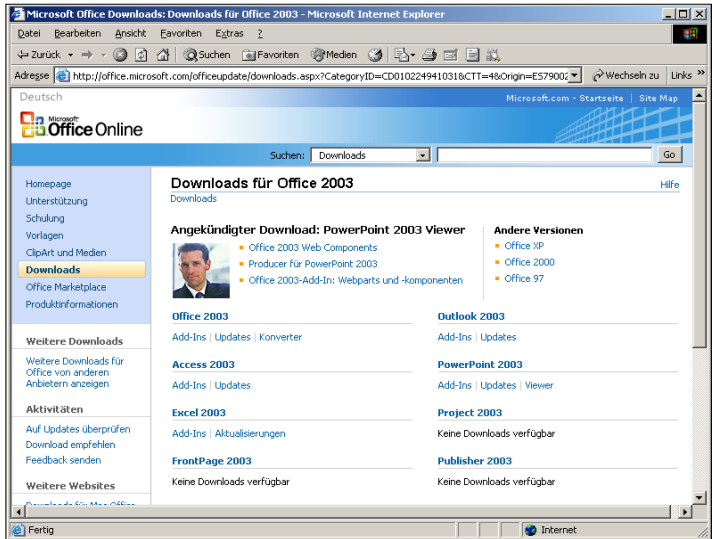 Microsoft Office Downloads: Downloads für Office 2003 - Microsoft Internet Explorer
Datei Bearbeiten Ansicht Favoriten Extras ?
Zurück Suchen Favoriten Medien
Adresse http://office.microsoft.com/officeupdate/downloads.aspx?CategoryID=CD010224941031&CTT=4&Origin=ES79002 Wechseln zu Links »
Deutsch Microsoft.com - Startseite | Site Map
Microsoft
Office Online
Suchen: Downloads Go
Homepage
Unterstützung
Schulung
Vorlagen
ClipArt und Medien
Downloads
Office Marketplace
Produktinformationen
Weitere Downloads
Weitere Downloads für
Office von anderen
Anbietern anzeigen
Aktivitäten
Auf Updates überprüfen
Download empfehlen
Feedback senden
Weitere Websites
Downloads für Mac Office
Downloads für Office 2003 Hilfe
Downloads
Angekündigter Download: PowerPoint 2003 Viewer
Office 2003 Web Components
Producer für PowerPoint 2003
Office 2003-Add-In: Webparts und -komponenten
Andere Versionen
Office XP
Office 2000
Office 97
Office 2003
Add-Ins | Updates | Konverter
Outlook 2003
Add-Ins | Updates
Access 2003
Add-Ins | Updates
PowerPoint 2003
Add-Ins | Updates | Viewer
Excel 2003
Add-Ins | Aktualisierungen
Project 2003
Keine Downloads verfügbar
FrontPage 2003
Keine Downloads verfügbar
Publisher 2003
Keine Downloads verfügbar
Fertig Internet